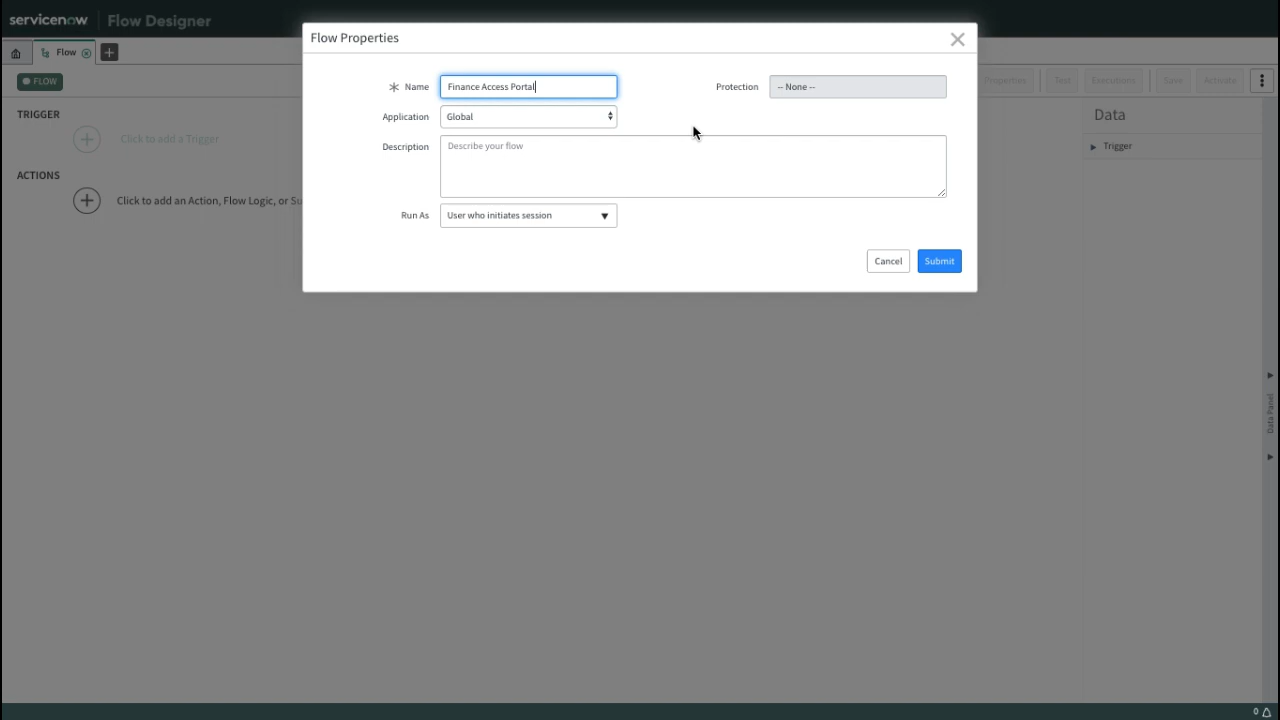 servicenow Flow Designer
Flow
FLOW
Properties Test Executions Save Activate
TRIGGER
Click to add a Trigger
ACTIONS
Click to add an Action, Flow Logic, or Su
Flow Properties
Name Finance Access Portal
Protection -- None --
Application Global
Description Describe your flow
Run As User who initiates session
Cancel Submit
Data
Trigger
Data Panel
0